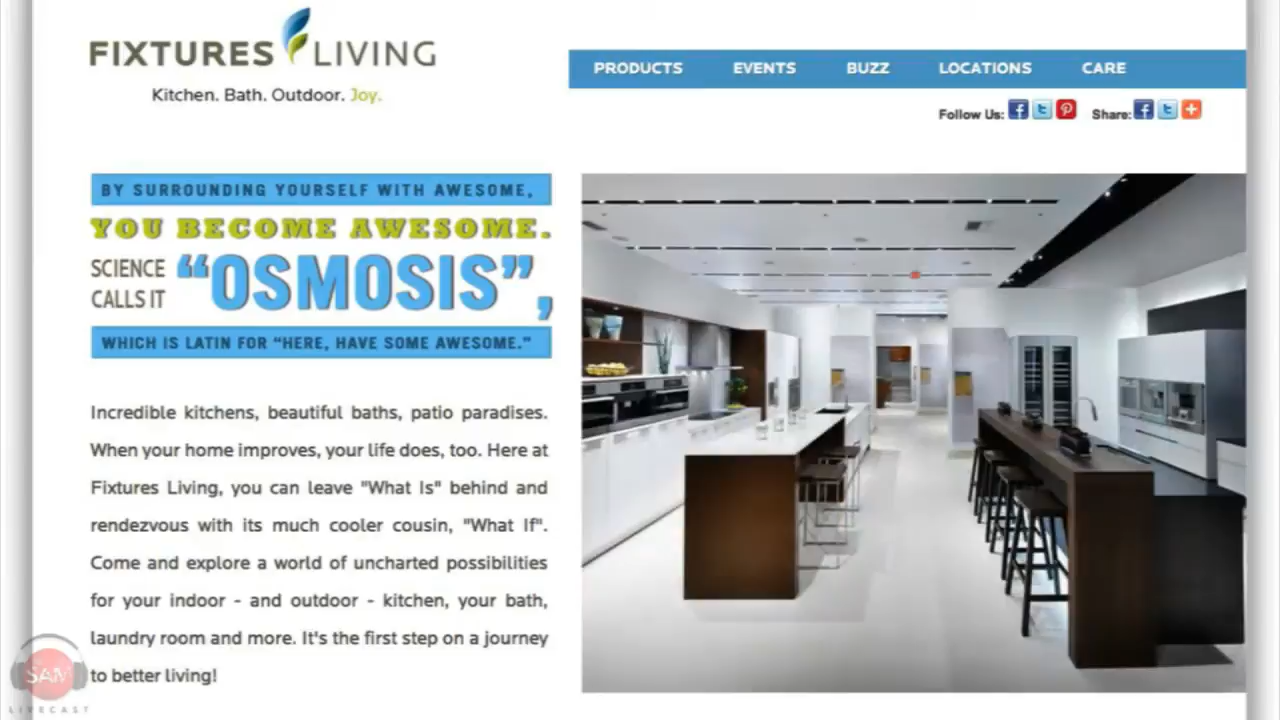 FIXTURES LIVING
Kitchen. Bath. Outdoor. Joy.
PRODUCTS EVENTS BUZZ LOCATIONS CARE
Follow Us: Share:
BY SURROUNDING YOURSELF WITH AWESOME,
YOU BECOME AWESOME.
SCIENCE
CALLS IT
“OSMOSIS”,
WHICH IS LATIN FOR “HERE, HAVE SOME AWESOME.”
Incredible kitchens, beautiful baths, patio paradises.
When your home improves, your life does, too. Here at
Fixtures Living, you can leave "What Is" behind and
rendezvous with its much cooler cousin, "What If".
Come and explore a world of uncharted possibilities
for your indoor - and outdoor - kitchen, your bath,
laundry room and more. It's the first step on a journey
to better living!
SAM
LIVECAST